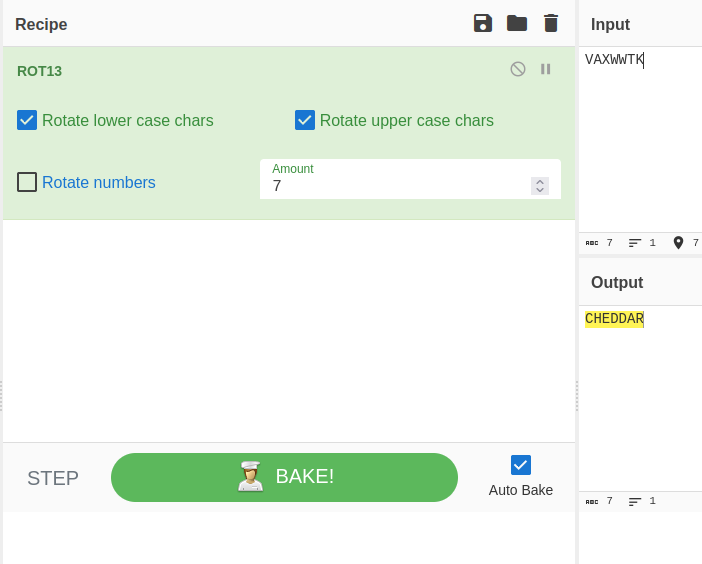 Recipe
ROT13
Rotate lower case chars
Rotate upper case chars
Rotate numbers
Amount
7
STEP
BAKE!
Auto Bake
Input
VAXWWTK
ABC 7 1 7
Output
CHEDDAR
ABC 7 1